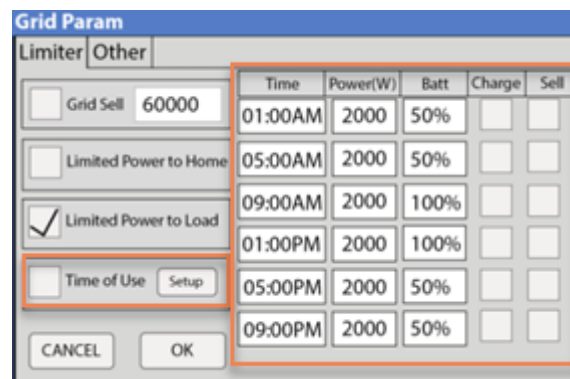 Grid Param
Limiter Other
Grid Sell 60000
Limited Power to Home
Limited Power to Load
Time of Use Setup
CANCEL OK
Time Power(W) Batt Charge Sell
01:00AM 2000 50%
05:00AM 2000 50%
09:00AM 2000 100%
01:00PM 2000 100%
05:00PM 2000 50%
09:00PM 2000 50%